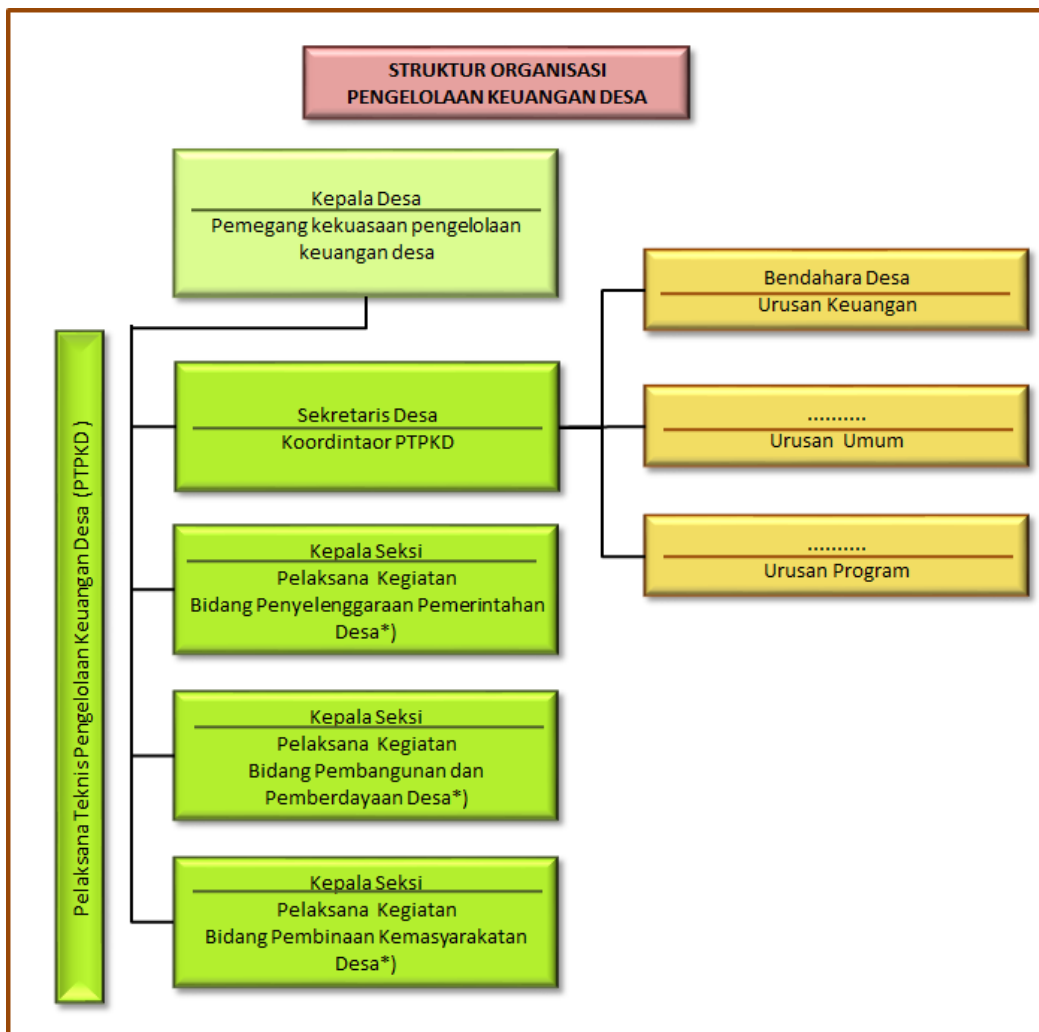 STRUKTUR ORGANISASI
PENGELOLAAN KEUANGAN DESA
Kepala Desa
Pemegang kekuasaan pengelolaan
keuangan desa
Bendahara Desa
Urusan Keuangan
Pelaksana Teknis Pengelolaan Keuangan Desa (PTPKD)
Sekretaris Desa
Koordintaor PTPKD
..........
Urusan Umum
..........
Urusan Program
Kepala Seksi
Pelaksana Kegiatan
Bidang Penyelenggaraan Pemerintahan
Desa*)
Kepala Seksi
Pelaksana Kegiatan
Bidang Pembangunan dan
Pemberdayaan Desa*)
Kepala Seksi
Pelaksana Kegiatan
Bidang Pembinaan Kemasyarakatan
Desa*)